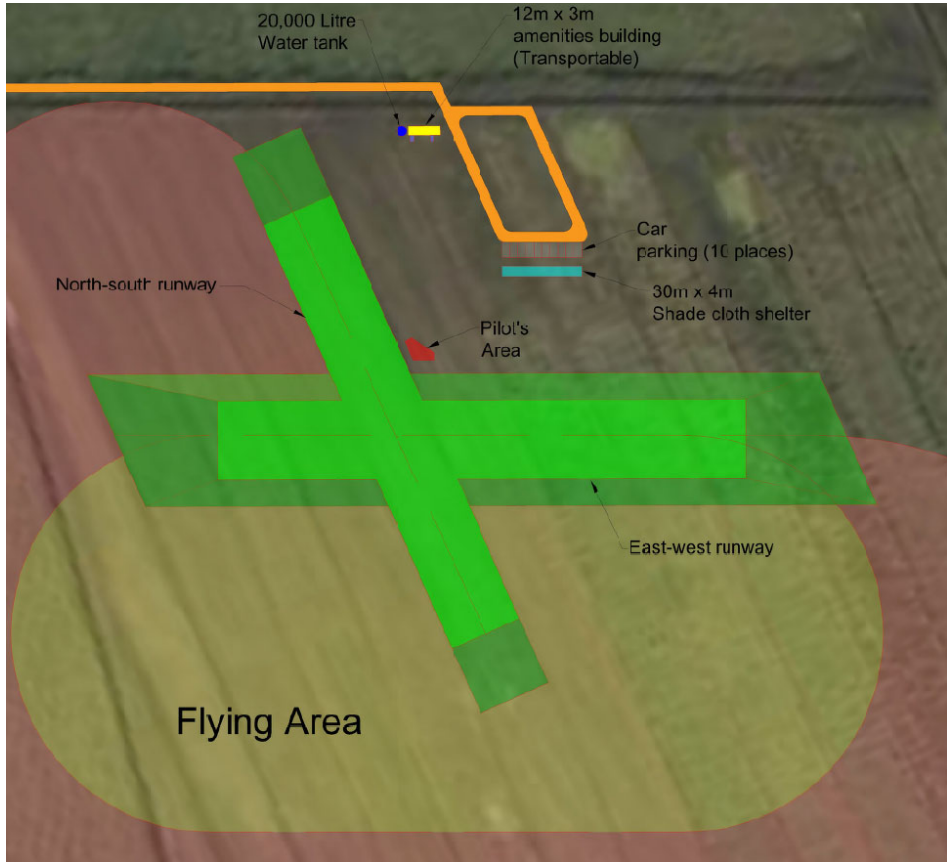 20,000 Litre
Water tank
12m x 3m
amenities building
(Transportable)
Car
parking (10 places)
30m x 4m
Shade cloth shelter
North-south runway
Pilot's
Area
East-west runway
Flying Area